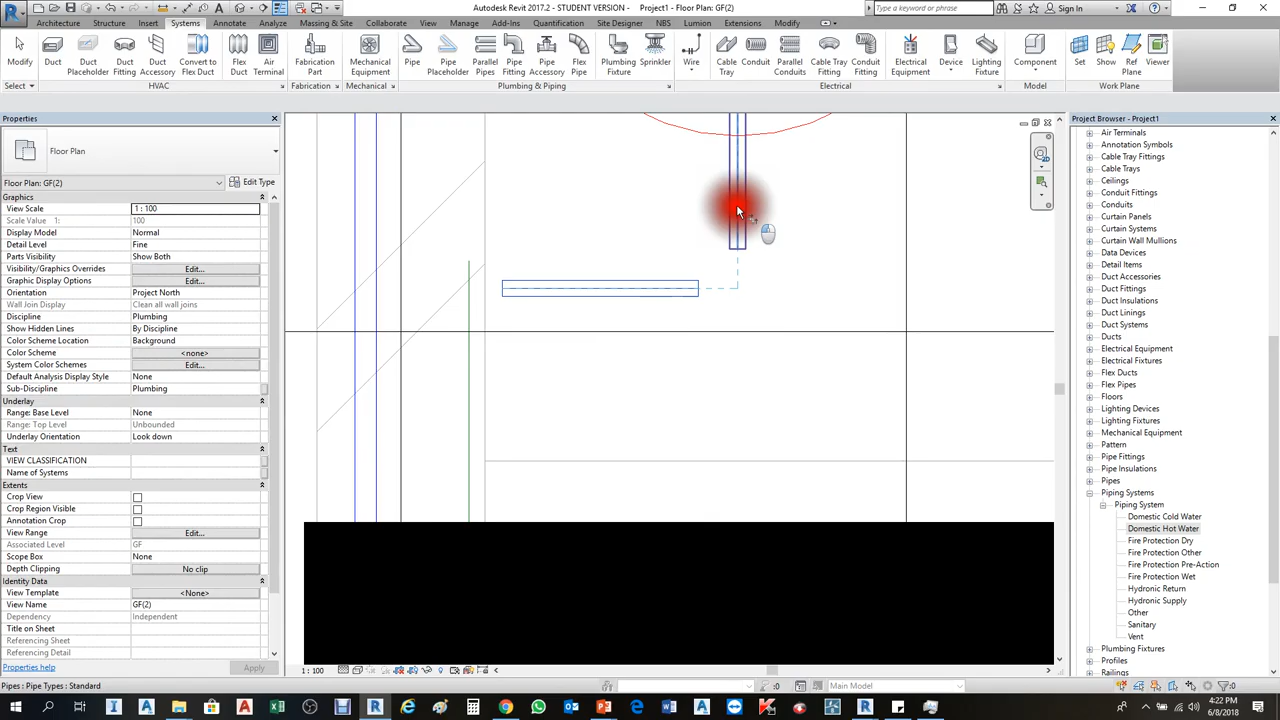 Autodesk Revit 2017.2 - STUDENT VERSION - Project1 - Floor Plan: GF(2)
Type a keyword or phrase
Sign In
Architecture Structure Insert Systems Annotate Analyze Massing & Site Collaborate View Manage Add-Ins Quantification Site Designer NBS Lumion Extensions Modify
Modify Duct Duct Placeholder Duct Fitting Duct Accessory Convert to Flex Duct Flex Duct Air Terminal Fabrication Part Mechanical Equipment Pipe Pipe Placeholder Parallel Pipes Pipe Fitting Pipe Accessory Flex Pipe Plumbing Fixture Sprinkler Wire Cable Tray Conduit Parallel Conduits Cable Tray Fitting Conduit Fitting Electrical Equipment Device Lighting Fixture Component Set Show Ref Plane Viewer
Select HVAC Fabrication Mechanical Plumbing & Piping Electrical Model Work Plane
Properties
Floor Plan
Floor Plan: GF(2) Edit Type
Graphics
View Scale 1 : 100
Scale Value 1: 100
Display Model Normal
Detail Level Fine
Parts Visibility Show Both
Visibility/Graphics Overrides Edit...
Graphic Display Options Edit...
Orientation Project North
Wall Join Display Clean all wall joins
Discipline Plumbing
Show Hidden Lines By Discipline
Color Scheme Location Background
Color Scheme <none>
System Color Schemes Edit...
Default Analysis Display Style None
Sub-Discipline Plumbing
Underlay
Range: Base Level None
Range: Top Level Unbounded
Underlay Orientation Look down
Text
VIEW CLASSIFICATION
Name of Systems
Extents
Crop View
Crop Region Visible
Annotation Crop
View Range Edit...
Associated Level GF
Scope Box None
Depth Clipping No clip
Identity Data
View Template <None>
View Name GF(2)
Dependency Independent
Title on Sheet
Referencing Sheet
Referencing Detail
Properties help Apply
1 : 100
Project Browser - Project1
Air Terminals
Annotation Symbols
Cable Tray Fittings
Cable Trays
Ceilings
Conduit Fittings
Conduits
Curtain Panels
Curtain Systems
Curtain Wall Mullions
Data Devices
Detail Items
Duct Accessories
Duct Fittings
Duct Insulations
Duct Linings
Duct Systems
Ducts
Electrical Equipment
Electrical Fixtures
Flex Ducts
Flex Pipes
Floors
Lighting Devices
Lighting Fixtures
Mechanical Equipment
Pattern
Pipe Fittings
Pipe Insulations
Pipes
Piping Systems
Piping System
Domestic Cold Water
Domestic Hot Water
Fire Protection Dry
Fire Protection Other
Fire Protection Pre-Action
Fire Protection Wet
Hydronic Return
Hydronic Supply
Other
Sanitary
Vent
Plumbing Fixtures
Profiles
Railings
Pipes : Pipe Types : Standard
:0
Main Model
:0
4:22 PM
6/8/2018